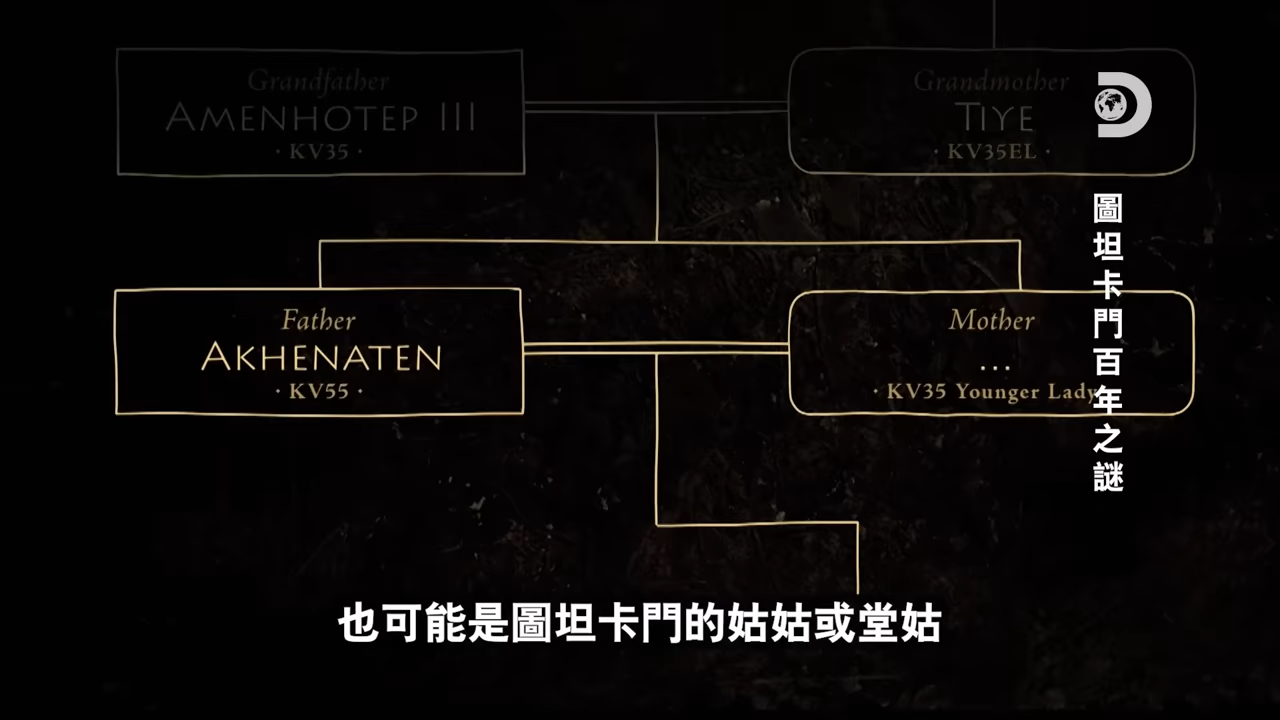 Grandfather
AMENHOTEP III
· KV35 ·
Grandmother
TIYE
· KV35EL ·
Father
AKHENATEN
· KV55 ·
Mother
...
· KV35 Younger Lady
圖坦卡門百年之謎
也可能是圖坦卡門的姑姑或堂姑